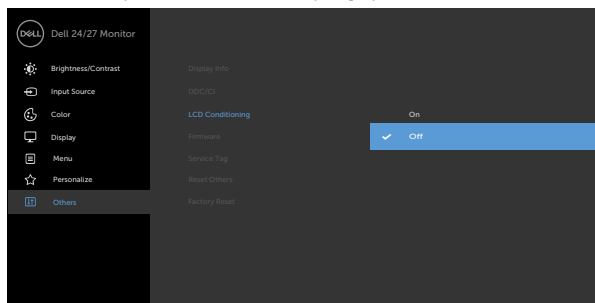 DELL Dell 24/27 Monitor
Brightness/Contrast Display Info
Input Source DDC/CI
Color LCD Conditioning On
Display Firmware Off
Menu Service Tag
Personalize Reset Others
Others Factory Reset